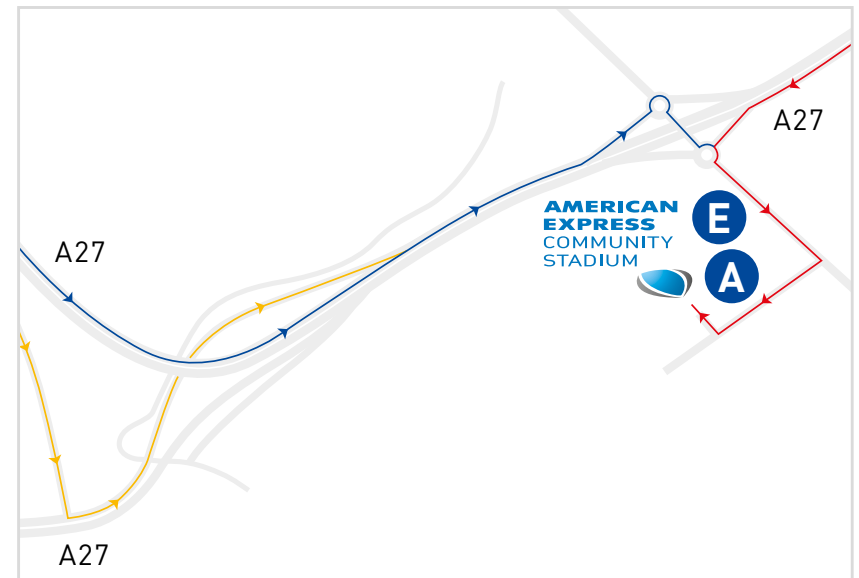 A27
AMERICAN
EXPRESS
COMMUNITY
STADIUM
E
A
A27
A27